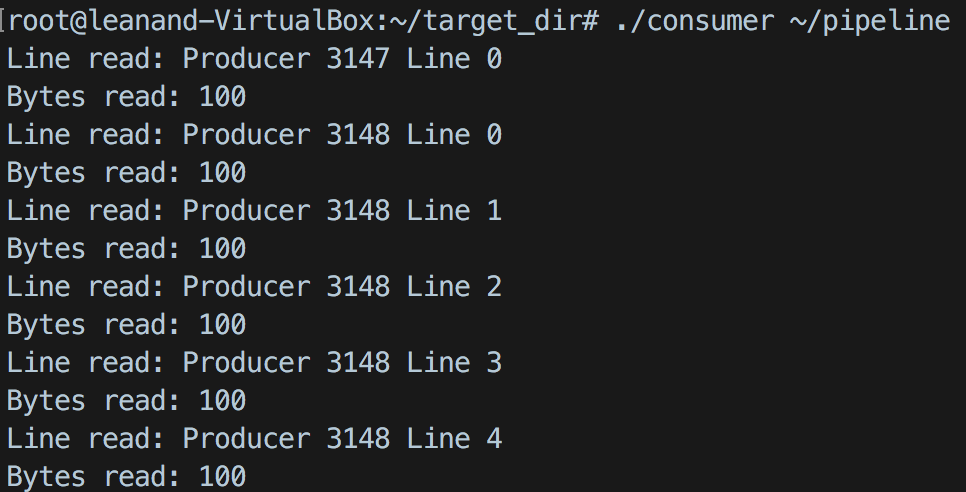 [root@leanand-VirtualBox:~/target_dir# ./consumer ~/pipeline
Line read: Producer 3147 Line 0
Bytes read: 100
Line read: Producer 3148 Line 0
Bytes read: 100
Line read: Producer 3148 Line 1
Bytes read: 100
Line read: Producer 3148 Line 2
Bytes read: 100
Line read: Producer 3148 Line 3
Bytes read: 100
Line read: Producer 3148 Line 4
Bytes read: 100